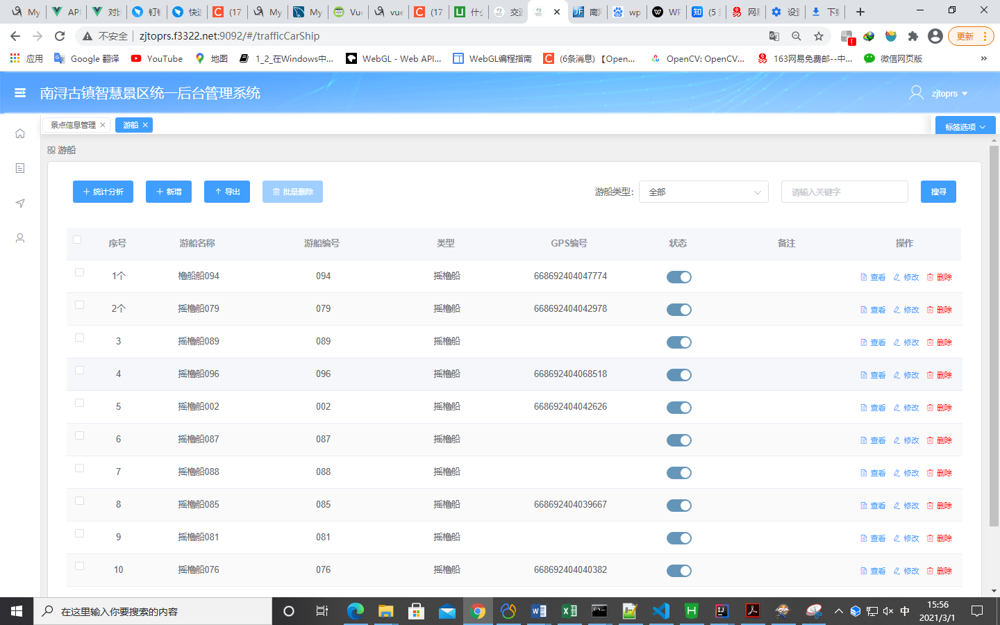 My
API
对比
钉钉
快速
(17
My
My
Vue
vue
(17
什么
交通
南浔
wp
WP
(5
网易
设置
下载
不安全 zjtoprs.f3322.net:9092/#/trafficCarShip 更新
应用 Google 翻译 YouTube 地图 1_2_在Windows中... WebGL - Web API... WebGL编程指南 (6条消息)【Open... OpenCV: OpenCV... 163网易免费邮--中... 微信网页版 »
南浔古镇智慧景区统一后台管理系统 zjtoprs
景点信息管理 × 游船 × 标签选项
游船
+ 统计分析 + 新增 导出 批量删除 游船类型: 全部 请输入关键字 搜寻
序号 游船名称 游船编号 类型 GPS编号 状态 备注 操作
1个 橹船船094 094 摇橹船 668692404047774 查看 修改 删除
2个 摇橹船079 079 摇橹船 668692404042978 查看 修改 删除
3 摇橹船089 089 摇橹船 查看 修改 删除
4 摇橹船096 096 摇橹船 668692404068518 查看 修改 删除
5 摇橹船002 002 摇橹船 668692404042626 查看 修改 删除
6 摇橹船087 087 摇橹船 查看 修改 删除
7 摇橹船088 088 摇橹船 查看 修改 删除
8 摇橹船085 085 摇橹船 668692404039667 查看 修改 删除
9 摇橹船081 081 摇橹船 查看 修改 删除
10 摇橹船076 076 摇橹船 668692404040382 查看 修改 删除
在这里输入你要搜索的内容 中 15:56
2021/3/1